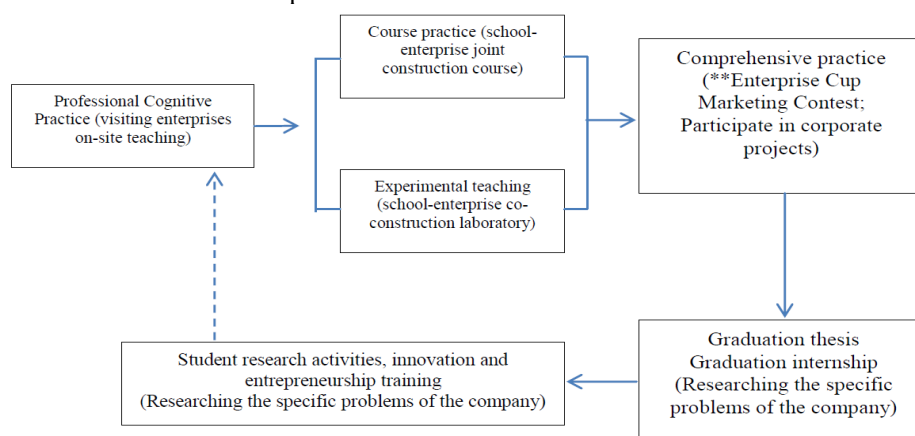 Professional Cognitive
Practice (visiting enterprises
on-site teaching)
Course practice (school-
enterprise joint
construction course)
Experimental teaching
(school-enterprise co-
construction laboratory)
Comprehensive practice
(**Enterprise Cup
Marketing Contest;
Participate in corporate
projects)
Graduation thesis
Graduation internship
(Researching the specific
problems of the company)
Student research activities, innovation and
entrepreneurship training
(Researching the specific problems of the company)